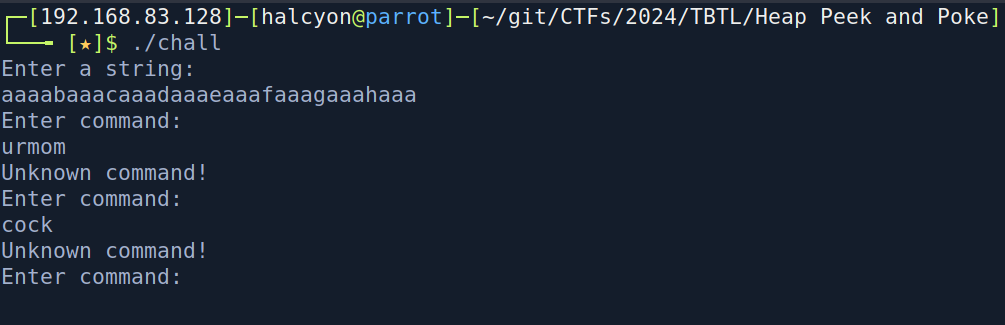 ┌─[192.168.83.128]─[halcyon@parrot]─[~/git/CTFs/2024/TBTL/Heap Peek and Poke]
└──╼ [★]$ ./chall
Enter a string:
aaaabaaacaaadaaaeaaafaaagaaahaaa
Enter command:
urmom
Unknown command!
Enter command:
cock
Unknown command!
Enter command: